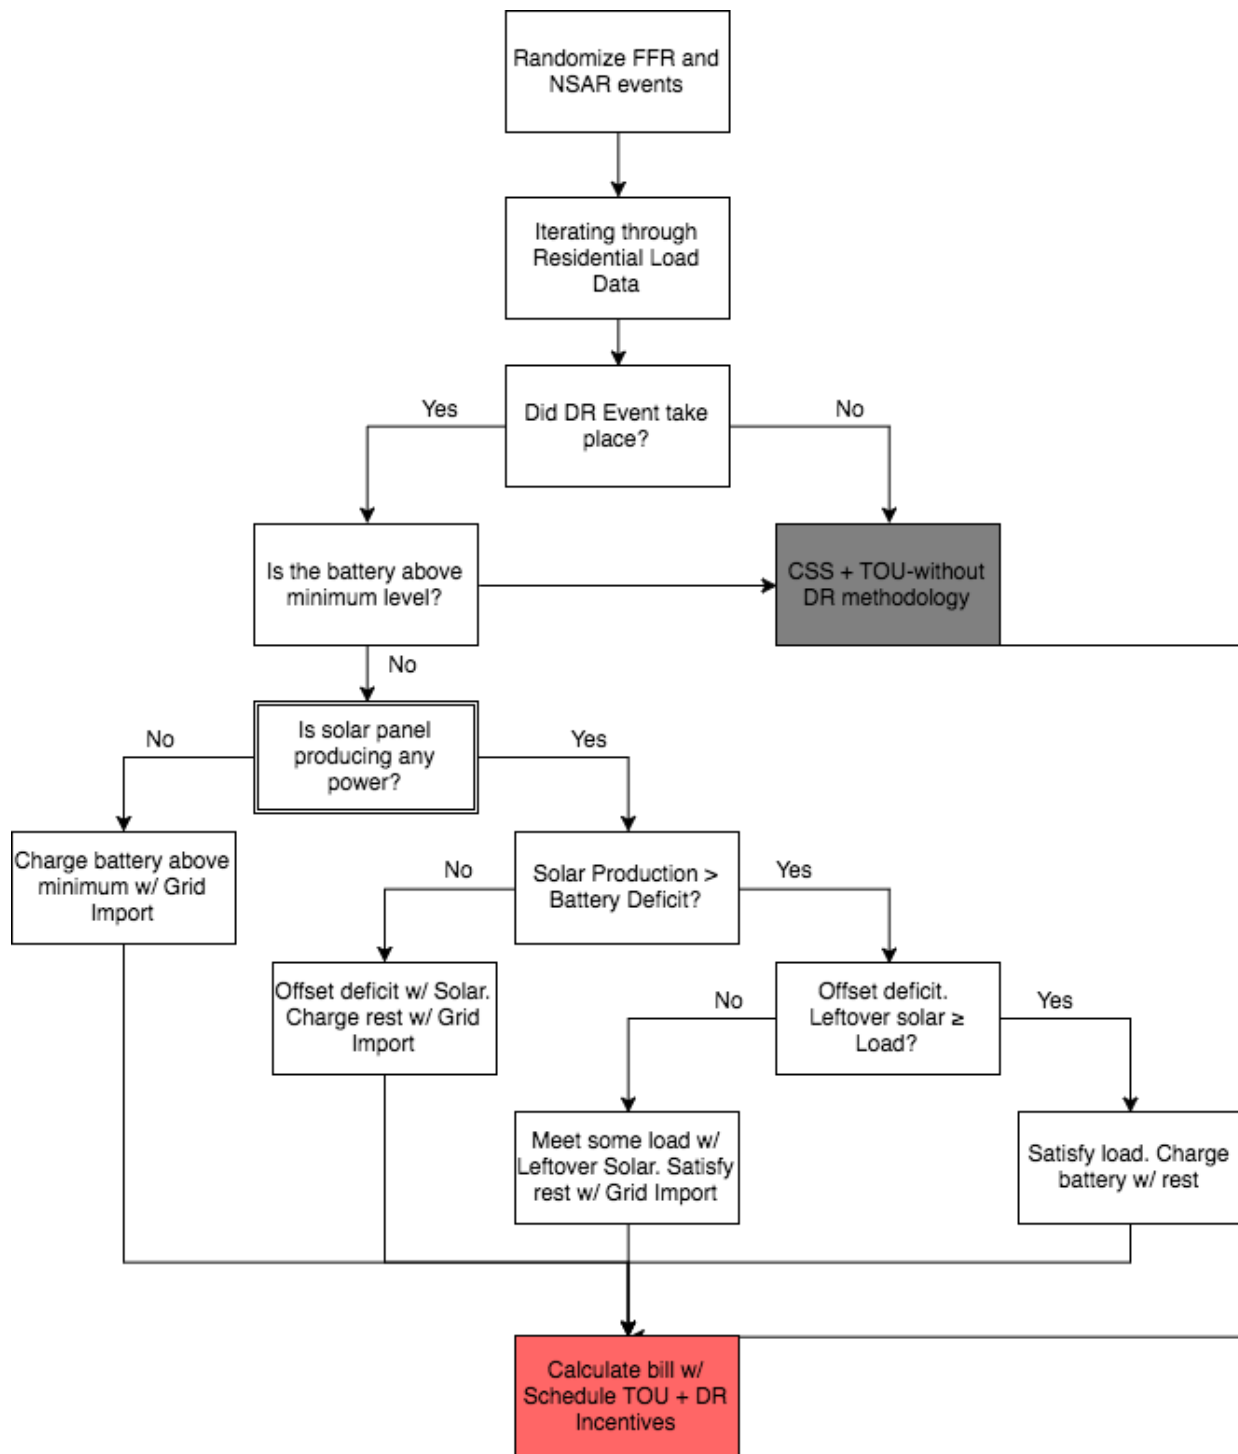 Randomize FFR and
NSAR events
Iterating through
Residential Load
Data
Yes
Did DR Event take
place?
No
Is the battery above
minimum level?
CSS + TOU-without
DR methodology
No
No
Is solar panel
producing any
power?
Yes
Charge battery above
minimum w/ Grid
Import
No
Solar Production >
Battery Deficit?
Yes
Offset deficit w/ Solar.
Charge rest w/ Grid
Import
No
Offset deficit.
Leftover solar ≥
Load?
Yes
Meet some load w/
Leftover Solar. Satisfy
rest w/ Grid Import
Satisfy load. Charge
battery w/ rest
Calculate bill w/
Schedule TOU + DR
Incentives